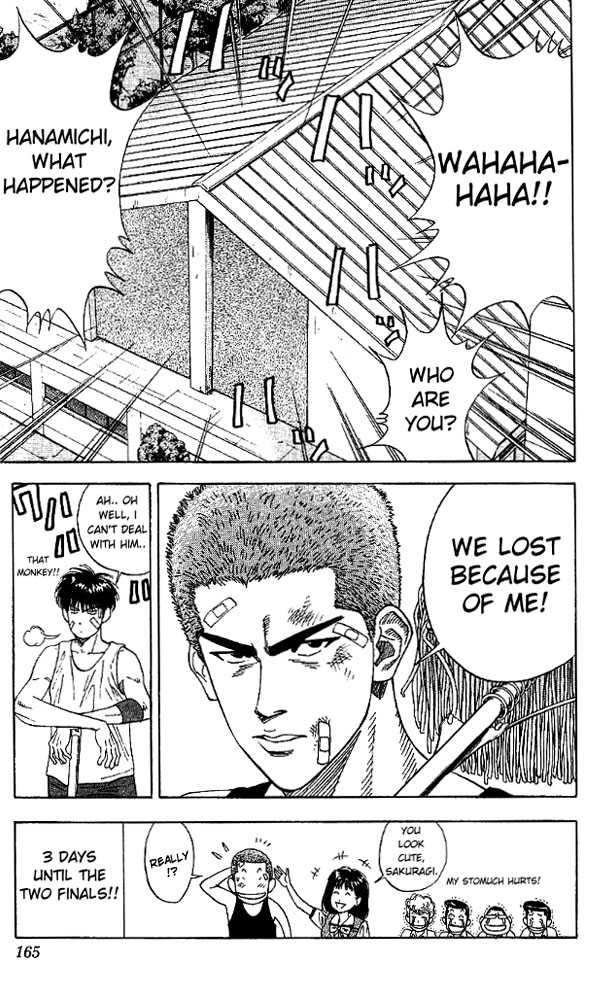 WAHAHA-
HAHA!!
HANAMICHI,
WHAT
HAPPENED?
WHO
ARE
YOU?
WE LOST
BECAUSE
OF ME!
AH.. OH
WELL, I
CAN'T DEAL
WITH HIM..
THAT
MONKEY!!
YOU
LOOK
CUTE,
SAKURAGI.
MY STOMUCH HURTS!
REALLY
!?
3 DAYS
UNTIL THE
TWO FINALS!!
165